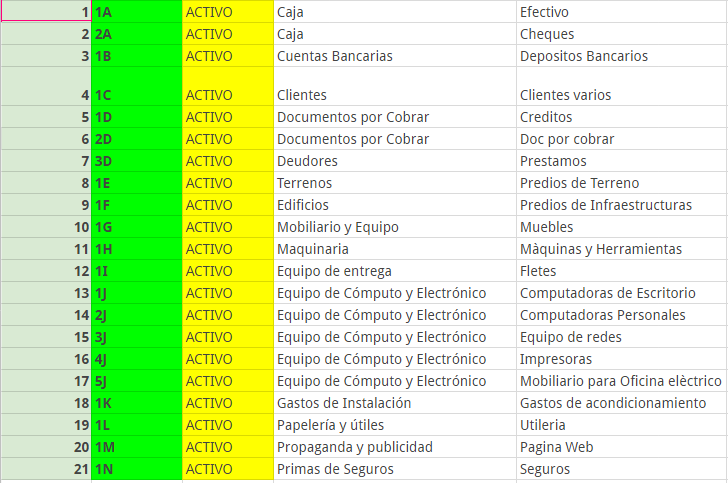 1 1A ACTIVO Caja Efectivo
2 2A ACTIVO Caja Cheques
3 1B ACTIVO Cuentas Bancarias Depositos Bancarios
4 1C ACTIVO Clientes Clientes varios
5 1D ACTIVO Documentos por Cobrar Creditos
6 2D ACTIVO Documentos por Cobrar Doc por cobrar
7 3D ACTIVO Deudores Prestamos
8 1E ACTIVO Terrenos Predios de Terreno
9 1F ACTIVO Edificios Predios de Infraestructuras
10 1G ACTIVO Mobiliario y Equipo Muebles
11 1H ACTIVO Maquinaria Màquinas y Herramientas
12 1I ACTIVO Equipo de entrega Fletes
13 1J ACTIVO Equipo de Cómputo y Electrónico Computadoras de Escritorio
14 2J ACTIVO Equipo de Cómputo y Electrónico Computadoras Personales
15 3J ACTIVO Equipo de Cómputo y Electrónico Equipo de redes
16 4J ACTIVO Equipo de Cómputo y Electrónico Impresoras
17 5J ACTIVO Equipo de Cómputo y Electrónico Mobiliario para Oficina elèctrico
18 1K ACTIVO Gastos de Instalación Gastos de acondicionamiento
19 1L ACTIVO Papelería y útiles Utileria
20 1M ACTIVO Propaganda y publicidad Pagina Web
21 1N ACTIVO Primas de Seguros Seguros